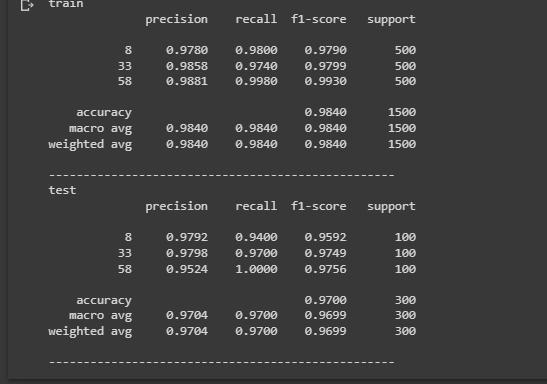 train
precision recall f1-score support
8 0.9780 0.9800 0.9790 500
33 0.9858 0.9740 0.9799 500
58 0.9881 0.9980 0.9930 500
accuracy 0.9840 1500
macro avg 0.9840 0.9840 0.9840 1500
weighted avg 0.9840 0.9840 0.9840 1500
--------------------------------------------------
test
precision recall f1-score support
8 0.9792 0.9400 0.9592 100
33 0.9798 0.9700 0.9749 100
58 0.9524 1.0000 0.9756 100
accuracy 0.9700 300
macro avg 0.9704 0.9700 0.9699 300
weighted avg 0.9704 0.9700 0.9699 300
--------------------------------------------------